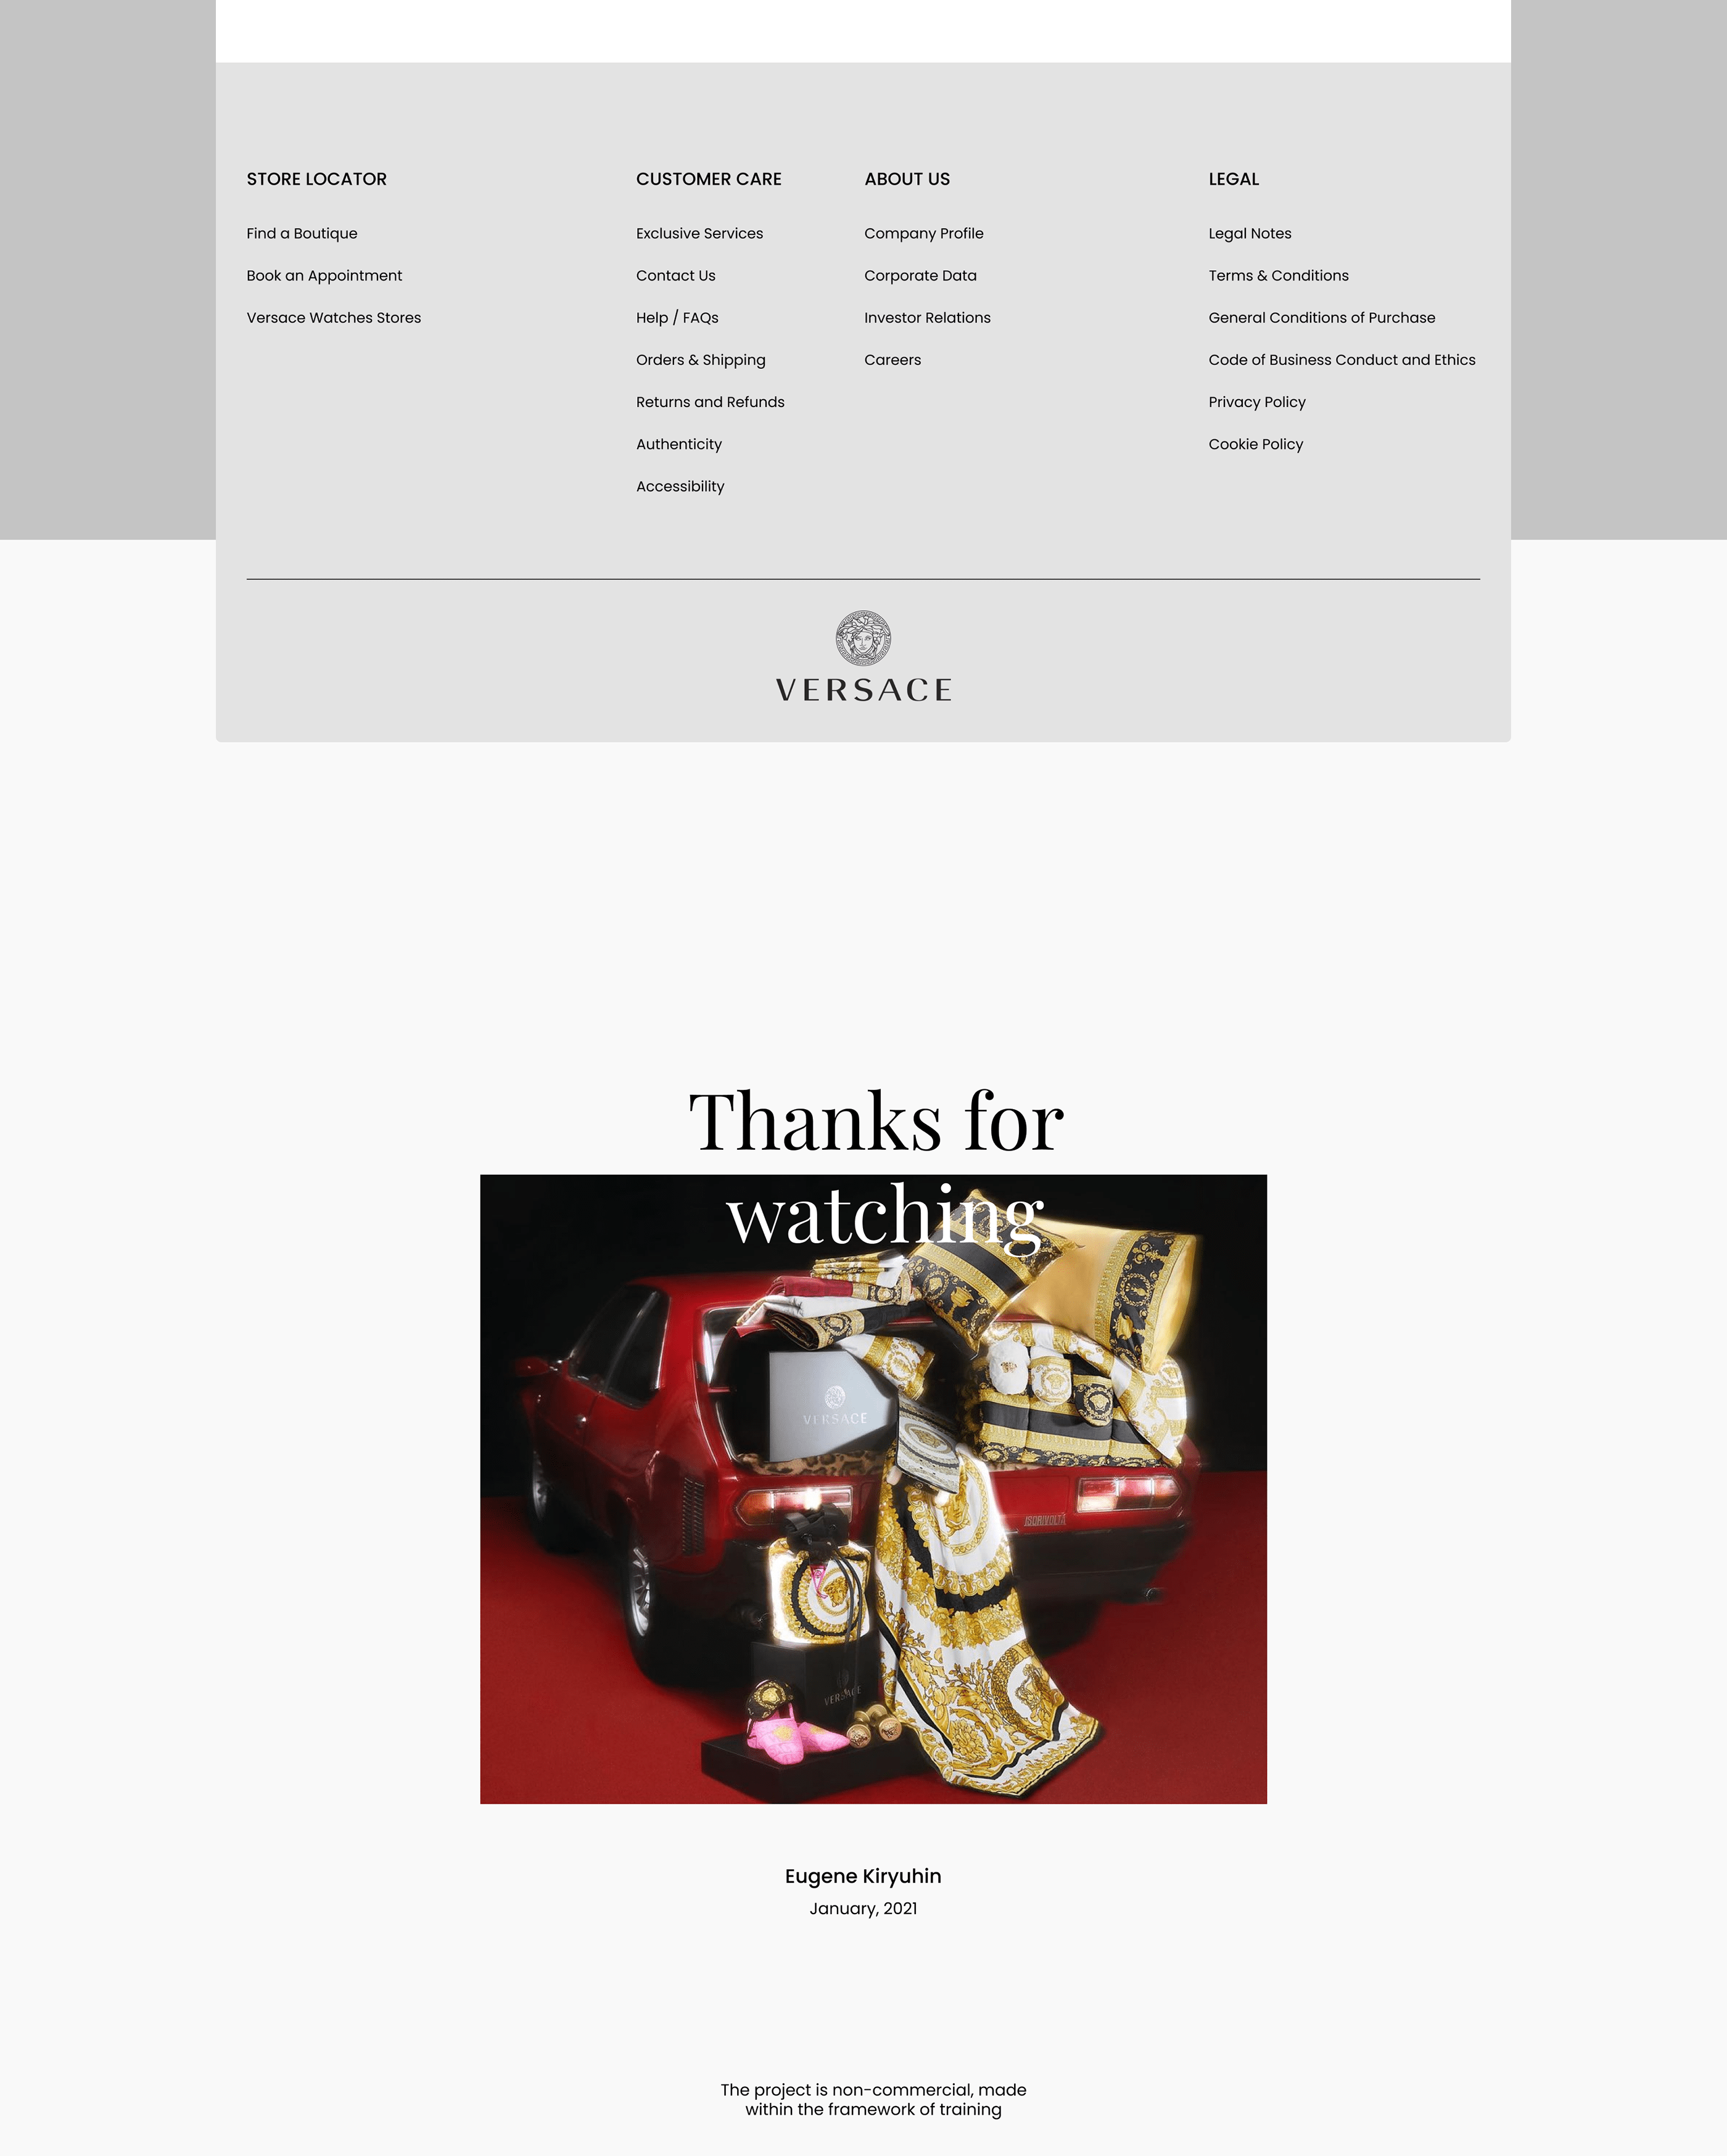 STORE LOCATOR
Find a Boutique
Book an Appointment
Versace Watches Stores
CUSTOMER CARE
Exclusive Services
Contact Us
Help / FAQs
Orders & Shipping
Returns and Refunds
Authenticity
Accessibility
ABOUT US
Company Profile
Corporate Data
Investor Relations
Careers
LEGAL
Legal Notes
Terms & Conditions
General Conditions of Purchase
Code of Business Conduct and Ethics
Privacy Policy
Cookie Policy
VERSACE
Thanks for
watching
VERSACE
ISORIVOLTA
VERSACE
Eugene Kiryuhin
January, 2021
The project is non-commercial, made
within the framework of training